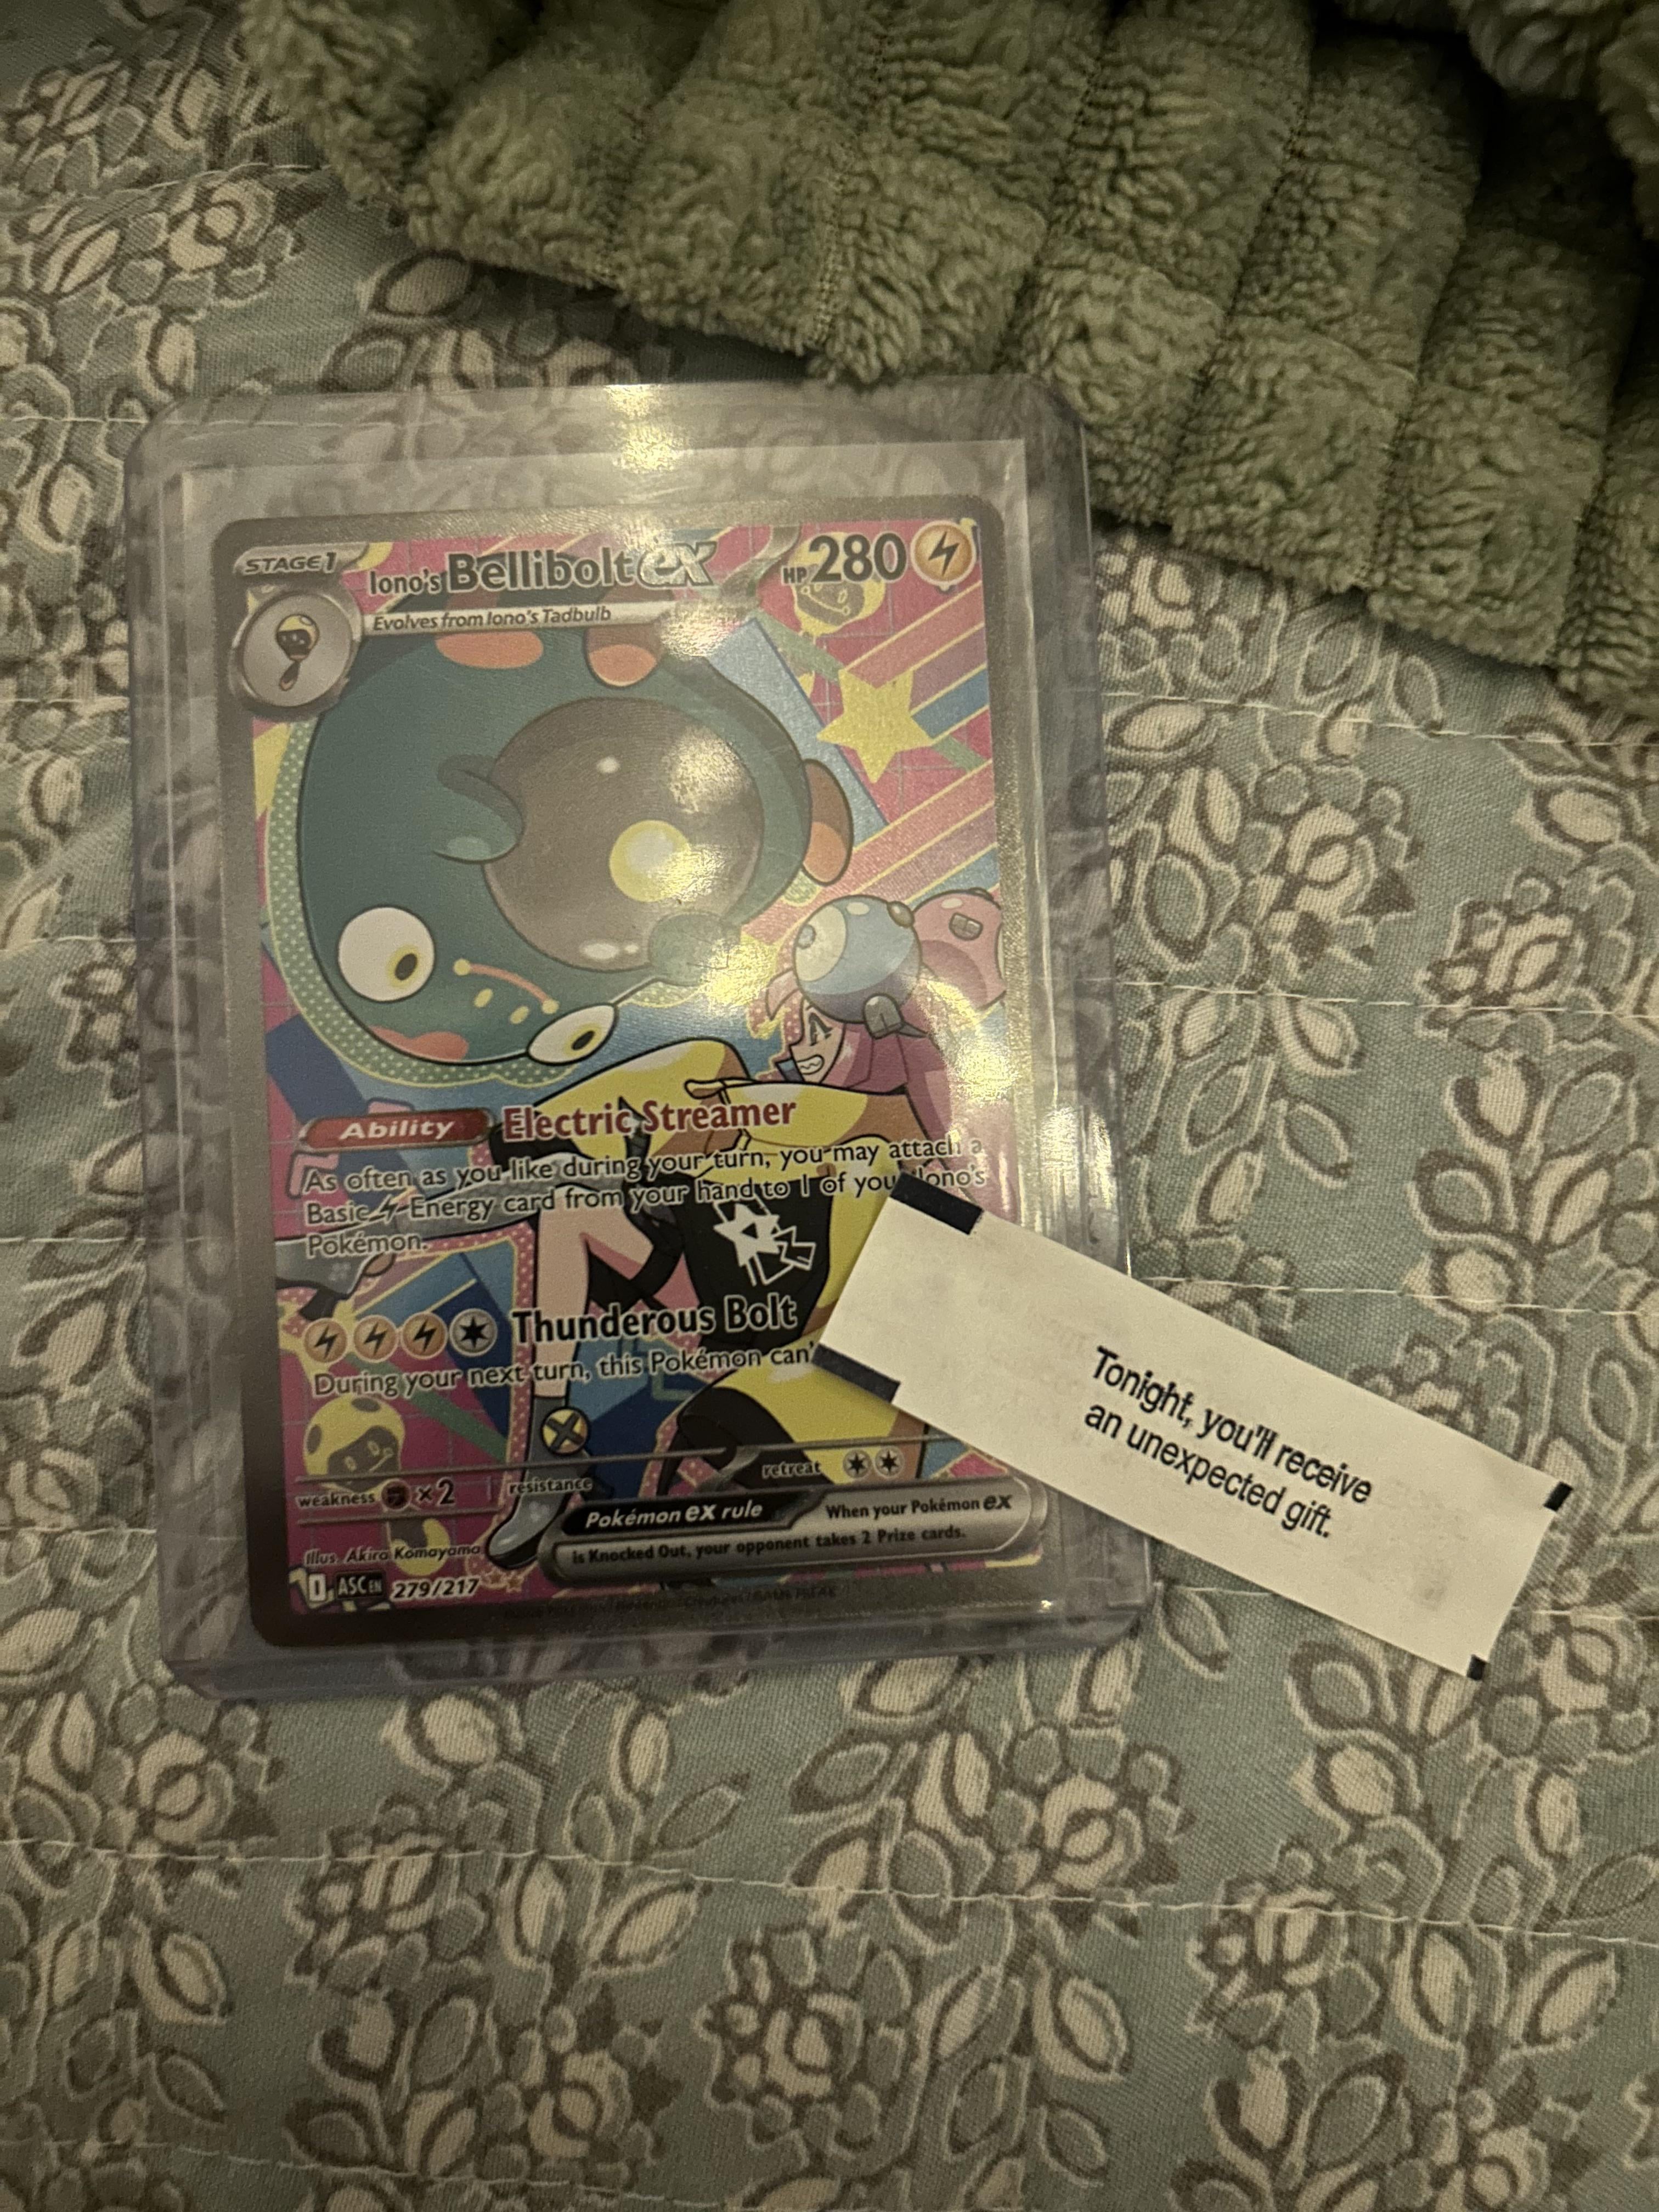 STAGE 1
Iono's Bellibolt ex
HP 280
Evolves from Iono's Tadbulb
Ability Electric Streamer
As often as you like during your turn, you may attach a
Basic Energy card from your hand to 1 of you Iono's
Pokémon.
Thunderous Bolt
During your next turn, this Pokémon can'
weakness ×2 resistance retreat
Pokémon ex rule When your Pokémon ex
is Knocked Out, your opponent takes 2 Prize cards.
Illus. Akira Komayama
ASC EN 279/217
Tonight, you'll receive
an unexpected gift.